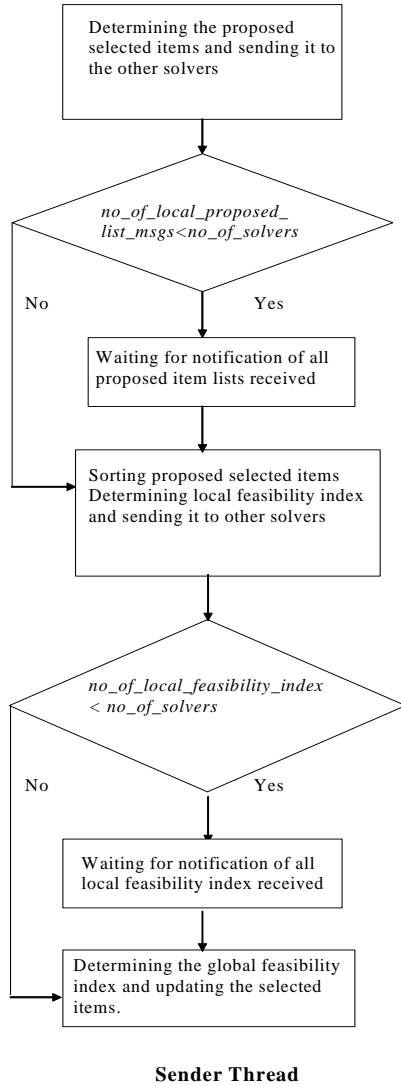 Determining the proposed
selected items and sending it to
the other solvers
no_of_local_proposed_
list_msgs<no_of_solvers
No
Yes
Waiting for notification of all
proposed item lists received
Sorting proposed selected items
Determining local feasibility index
and sending it to other solvers
no_of_local_feasibility_index
< no_of_solvers
No
Yes
Waiting for notification of all
local feasibility index received
Determining the global feasibility
index and updating the selected
items.
Sender Thread